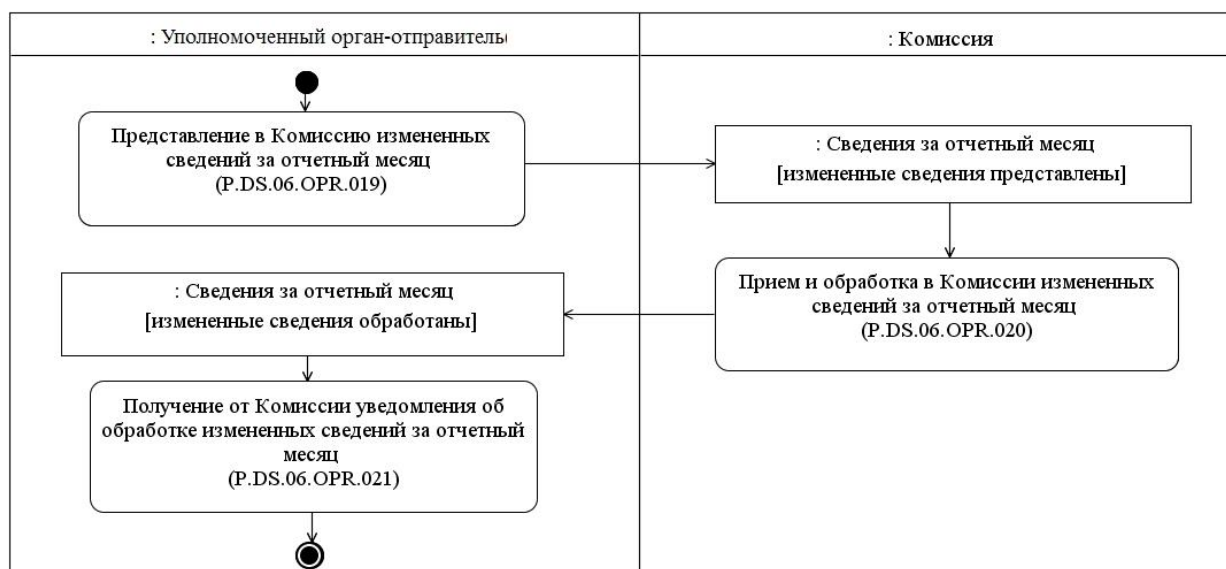 : Уполномоченный орган-отправитель
: Комиссия
Представление в Комиссию измененных
сведений за отчетный месяц
(P.DS.06.OPR.019)
: Сведения за отчетный месяц
[измененные сведения представлены]
Прием и обработка в Комиссии измененных
сведений за отчетный месяц
(P.DS.06.OPR.020)
: Сведения за отчетный месяц
[измененные сведения обработаны]
Получение от Комиссии уведомления об
обработке измененных сведений за отчетный
месяц
(P.DS.06.OPR.021)